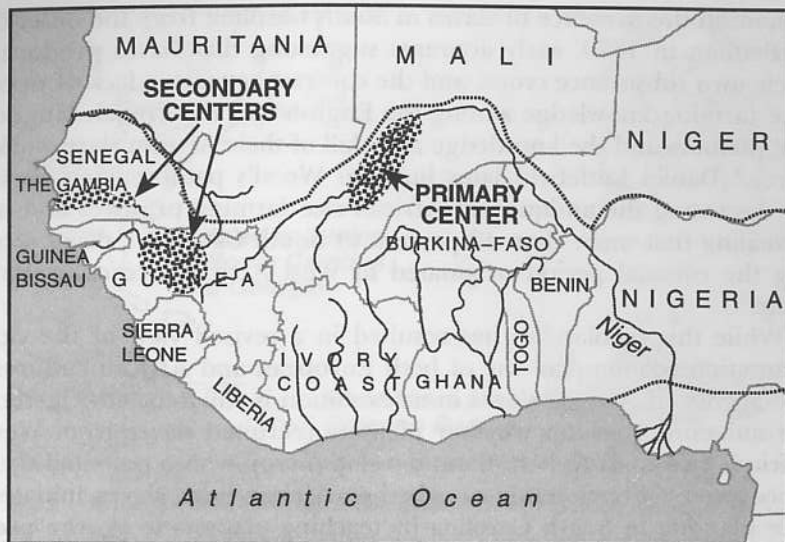 MAURITANIA
MALI
NIGER
SECONDARY
CENTERS
SENEGAL
THE GAMBIA
PRIMARY
CENTER
BURKINA-FASO
GUINEA
BISSAU
GUINEA
BENIN
NIGERIA
SIERRA
LEONE
IVORY
COAST
GHANA
TOGO
Niger
LIBERIA
Atlantic Ocean